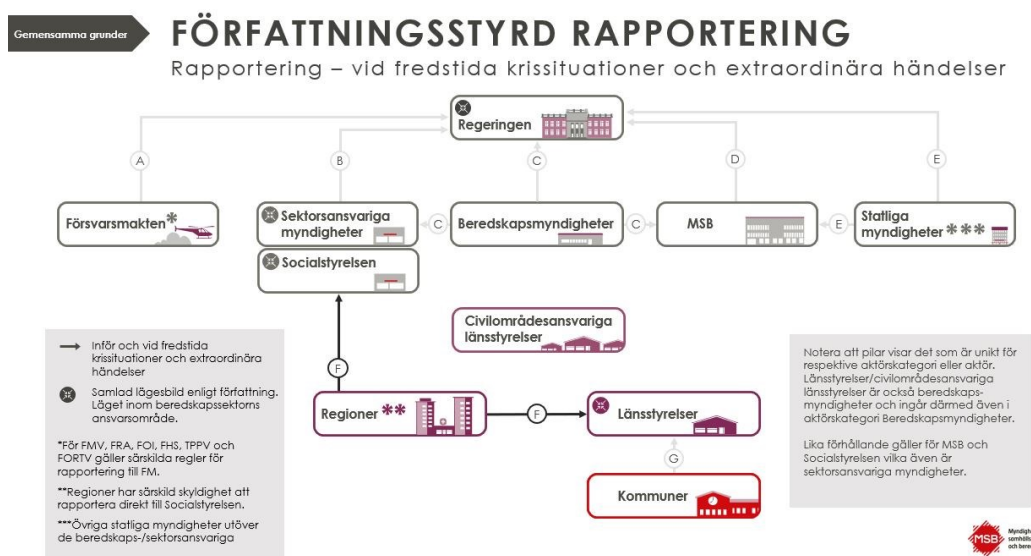 Gemensamma grunder
FÖRFATTNINGSSTYRD RAPPORTERING
Rapportering – vid fredstida krissituationer och extraordinära händelser
Regeringen
A
B
C
D
E
Försvarsmakten*
Sektorsansvariga
myndigheter
C
Beredskapsmyndigheter
C
MSB
E
Statliga
myndigheter ***
Socialstyrelsen
Civilområdesansvariga
länsstyrelser
F
Regioner **
F
Länsstyrelser
G
Kommuner
Inför och vid fredstida
krissituationer och extraordinära
händelser
Samlad lägesbild enligt författning.
Läget inom beredskapssektorns
ansvarsområde.
*För FMV, FRA, FOI, FHS, TPPV och
FORTV gäller särskilda regler för
rapportering till FM.
**Regioner har särskild skyldighet att
rapportera direkt till Socialstyrelsen.
***Övriga statliga myndigheter utöver
de beredskaps-/sektorsansvariga
Notera att pilar visar det som är unikt för
respektive aktörskategori eller aktör.
Länsstyrelser/civilområdesansvariga
länsstyrelser är också beredskaps-
myndigheter och ingår därmed även i
aktörskategori Beredskapsmyndigheter.
Lika förhållande gäller för MSB och
Socialstyrelsen vilka även är
sektorsansvariga myndigheter.
MSB
Myndigh
samhälls
och bered